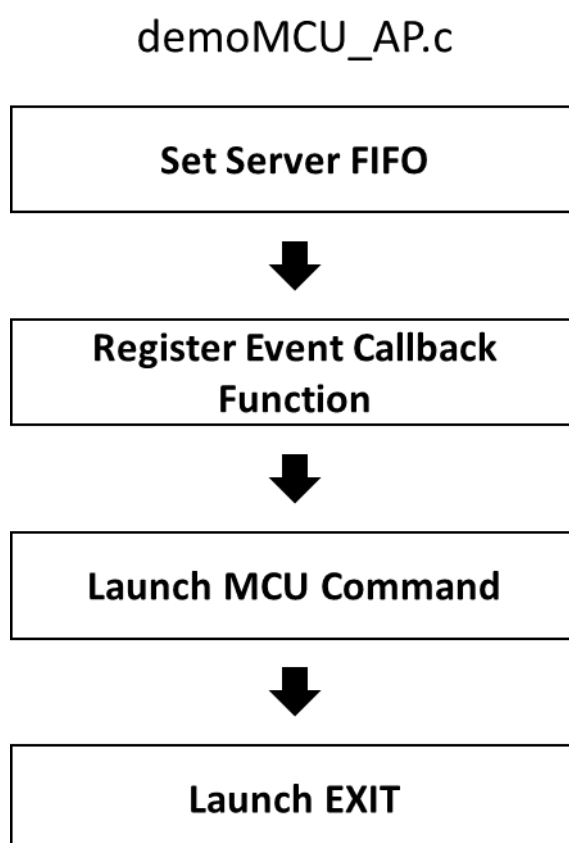 demoMCU_AP.c
Set Server FIFO
Register Event Callback
Function
Launch MCU Command
Launch EXIT